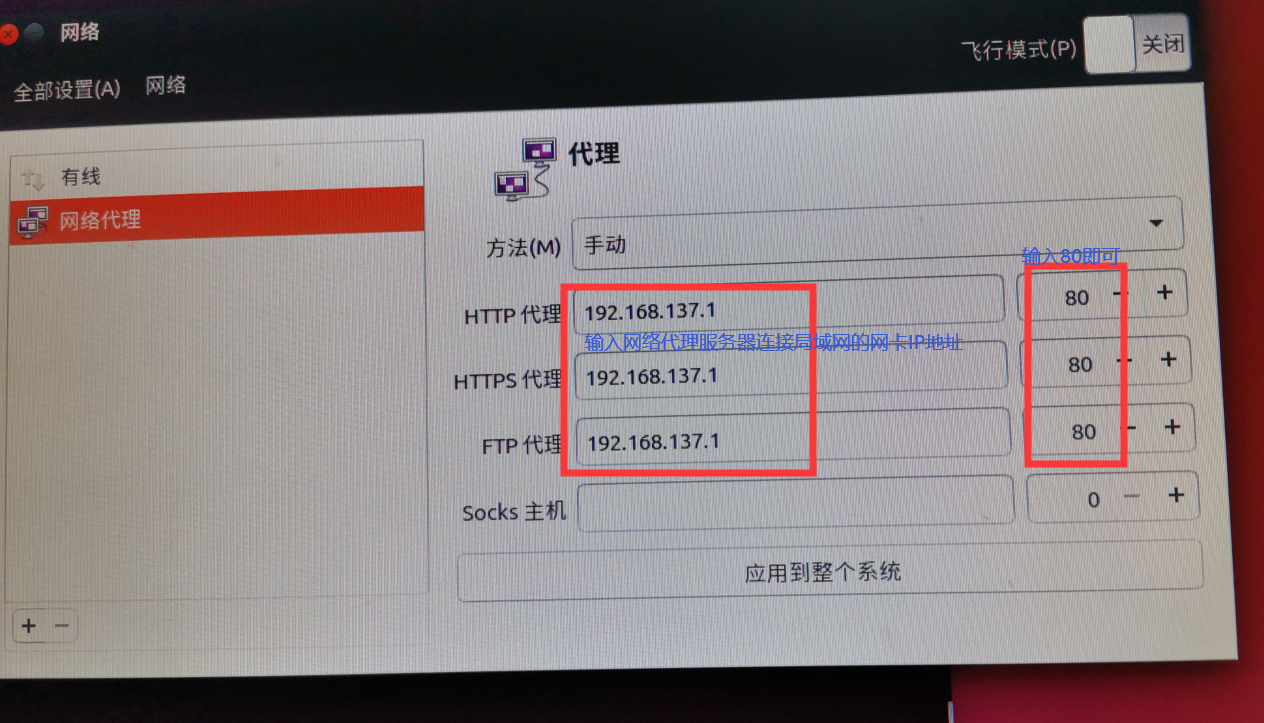 网络
飞行模式(P) 关闭
全部设置(A) 网络
有线
网络代理
代理
方法(M) 手动
输入80即可
HTTP 代理 192.168.137.1 80 - +
输入网络代理服务器连接局域网的网卡IP地址
HTTPS 代理 192.168.137.1 80 - +
FTP 代理 192.168.137.1 80 - +
Socks 主机 0 - +
应用到整个系统
+ -